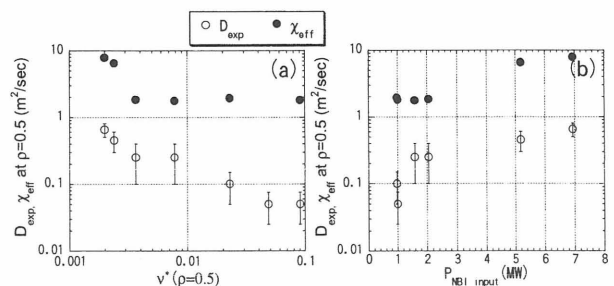 D_exp χ_eff
(a)
D_exp, χ_eff at ρ=0.5 (m²/sec)
10
1
0.1
0.01
0.001 0.01 0.1
ν*(ρ=0.5)
(b)
D_exp, χ_eff at ρ=0.5 (m²/sec)
10
1
0.1
0.01
0 1 2 3 4 5 6 7 8
P_NBI input (MW)